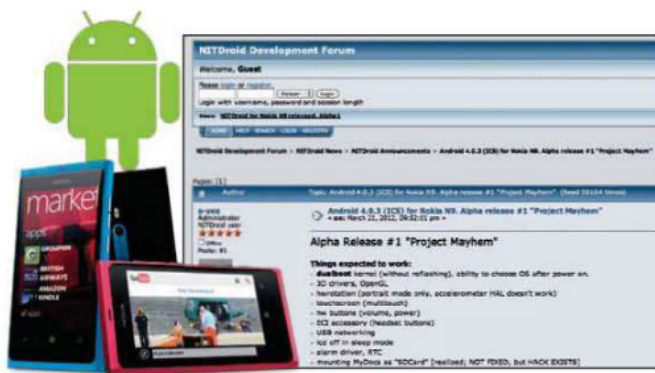 NITDroid Development Forum
Welcome, Guest
Please login or register.
Forever
Login
Login with username, password and session length
News: NITDroid for Nokia N9 released. Alpha1
HOME HELP SEARCH LOGIN REGISTER
NITDroid Development Forum > NITDroid News > NITDroid Announcements > Android 4.0.3 (ICS) for Nokia N9. Alpha release #1 "Project Mayhem"
Pages: [1]
Author
Topic: Android 4.0.3 (ICS) for Nokia N9. Alpha release #1 "Project Mayhem"
Administrator
NITDroid
Offline
Android 4.0.3 (ICS) for Nokia N9. Alpha release #1 "Project Mayhem"
« on: March 21, 2012,
Alpha Release #1 "Project Mayhem"
Things expected to work:
- dualboot kernel (without reflashing), ability to choose OS after power on.
- 3D drivers, OpenGL
- hwrotation (portrait mode only, accelerometer HAL doesn't work)
- touchscreen (multitouch)
- hw buttons (volume, power)
- ECI accessory (headset buttons)
- USB networking
- lcd off in sleep mode
- alarm driver, RTC
- mounting MyDocs as "SDCard" [realized; NOT FIXED, but HACK EXISTS]
market
apps
GROUPON
BRITISH
AIRWAYS
AMAZON
KINDLE
NOKIA